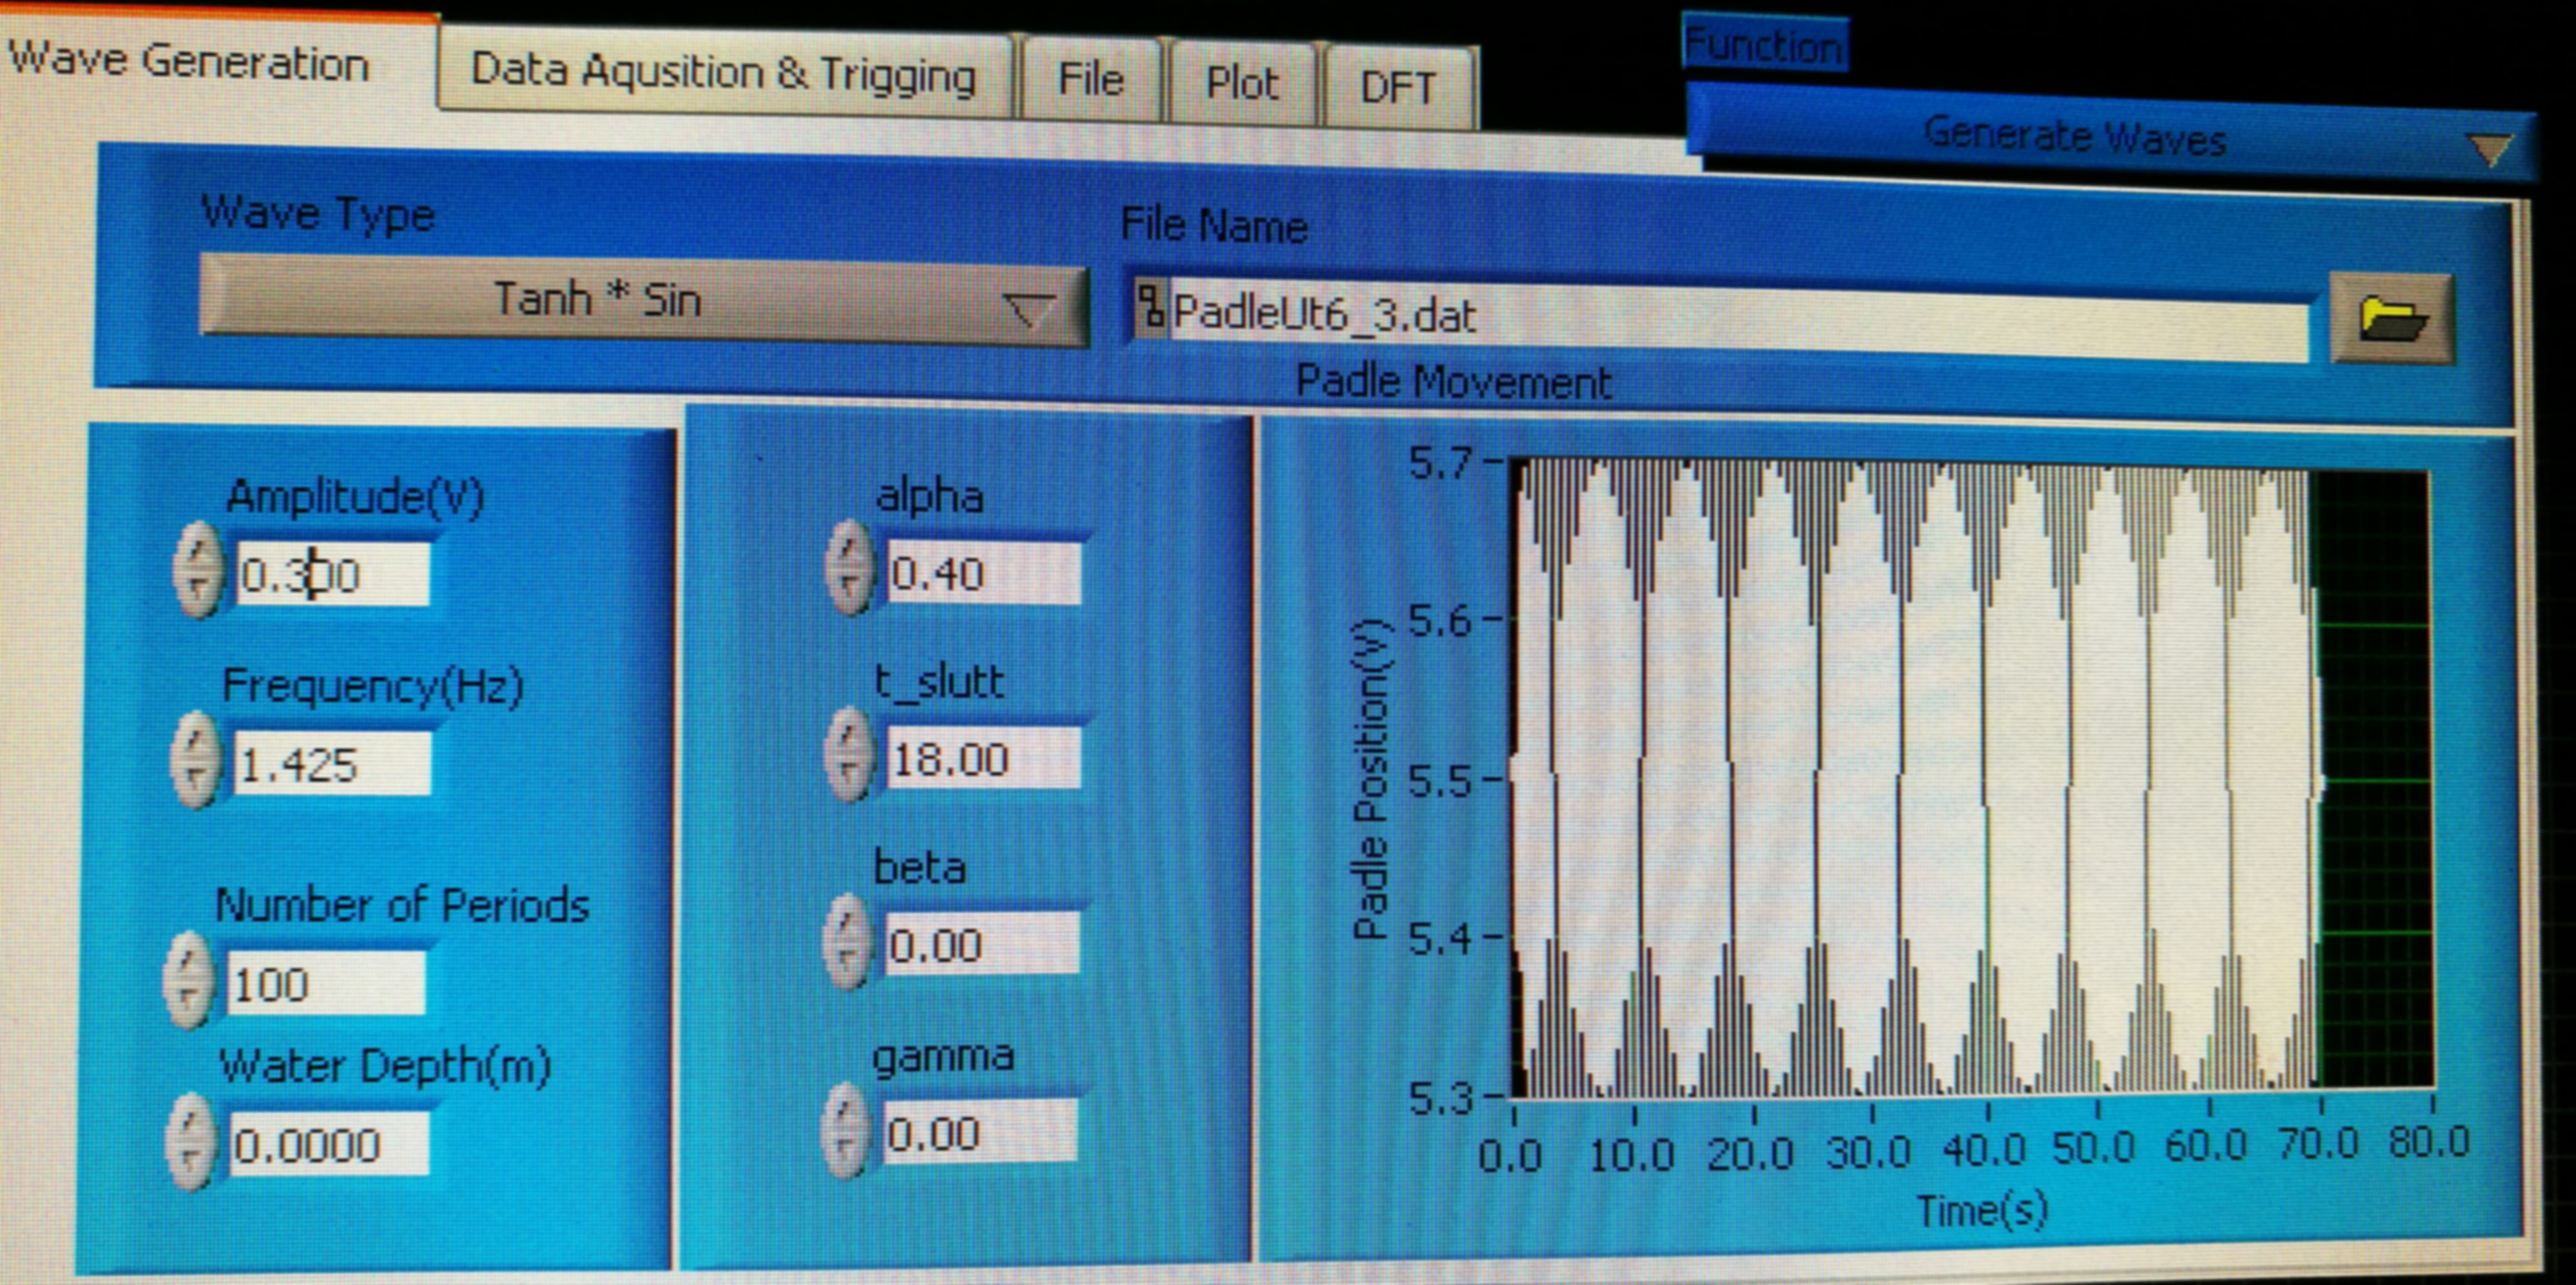 Wave Generation
Data Aqusition & Trigging
File
Plot
DFT
Function
Generate Waves
Wave Type
Tanh * Sin
File Name
PadleUt6_3.dat
Padle Movement
Amplitude(V)
0.300
Frequency(Hz)
1.425
Number of Periods
100
Water Depth(m)
0.0000
alpha
0.40
t_slutt
18.00
beta
0.00
gamma
0.00
Padle Position(V)
5.7
5.6
5.5
5.4
5.3
0.0 10.0 20.0 30.0 40.0 50.0 60.0 70.0 80.0
Time(s)